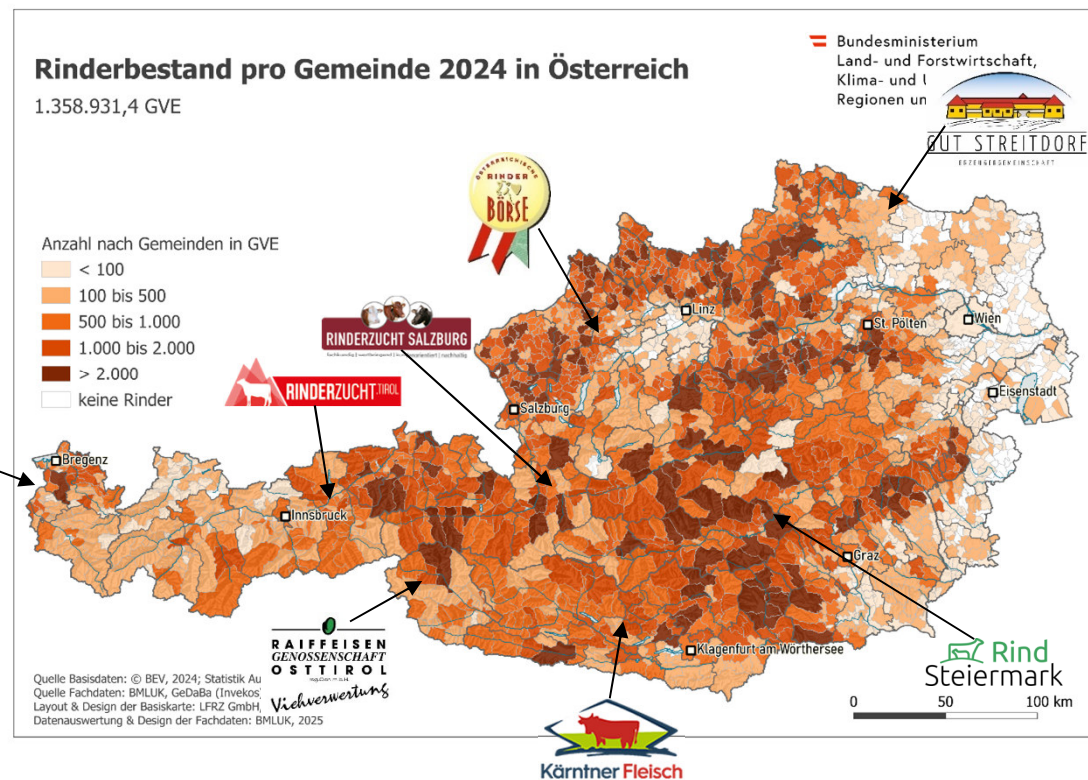 Rinderbestand pro Gemeinde 2024 in Österreich
1.358.931,4 GVE
Bundesministerium
Land- und Forstwirtschaft,
Klima- und
Regionen un
GUT STREITDORF
ERZEUGERGEMEINSCHAFT
ÖSTERREICHISCHE
RINDER
BÖRSE
Anzahl nach Gemeinden in GVE
< 100
100 bis 500
500 bis 1.000
1.000 bis 2.000
> 2.000
keine Rinder
RINDERZUCHT SALZBURG
RINDERZUCHT TIROL
Linz
St. Pölten
Wien
Eisenstadt
Salzburg
Bregenz
Innsbruck
Graz
Klagenfurt am Wörthersee
RAIFFEISEN
GENOSSENSCHAFT
OSTTIROL
Viehverwertung
Rind
Steiermark
Quelle Basisdaten: © BEV, 2024; Statistik Au
Quelle Fachdaten: BMLUK, GeDaBa (Invekos)
Layout & Design der Basiskarte: LFRZ GmbH,
Datenauswertung & Design der Fachdaten: BMLUK, 2025
0 50 100 km
Kärntner Fleisch